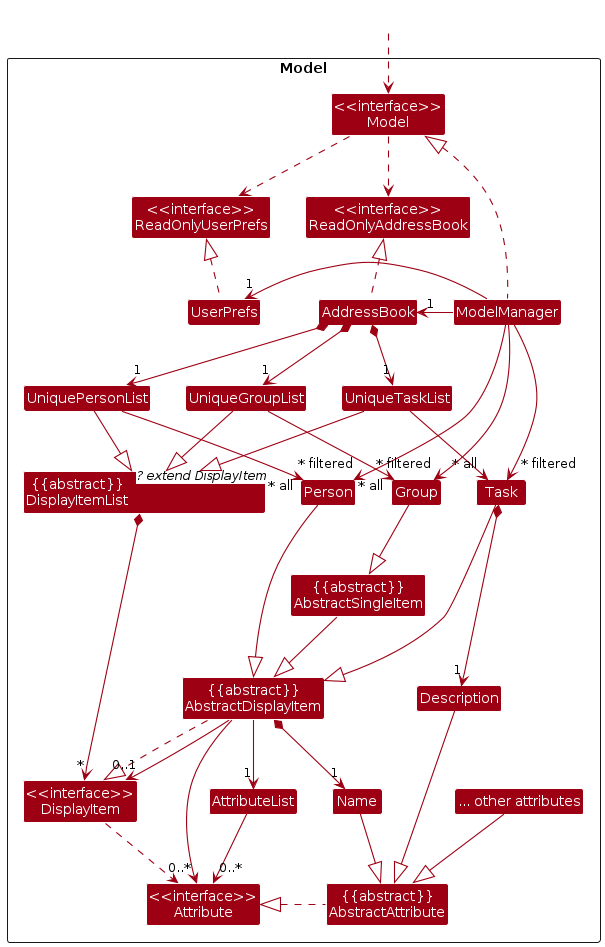 Model
<<interface>>
Model
<<interface>>
ReadOnlyUserPrefs
<<interface>>
ReadOnlyAddressBook
1
UserPrefs
AddressBook
1
ModelManager
1
1
1
UniquePersonList
UniqueGroupList
UniqueTaskList
{{abstract}}
DisplayItemList
? extend DisplayItem
* filtered
* all
Person
* filtered
* all
Group
* all
* filtered
Task
{{abstract}}
AbstractSingleItem
{{abstract}}
AbstractDisplayItem
1
Description
*
0..1
1
1
<<interface>>
DisplayItem
AttributeList
Name
... other attributes
0..*
0..*
<<interface>>
Attribute
{{abstract}}
AbstractAttribute